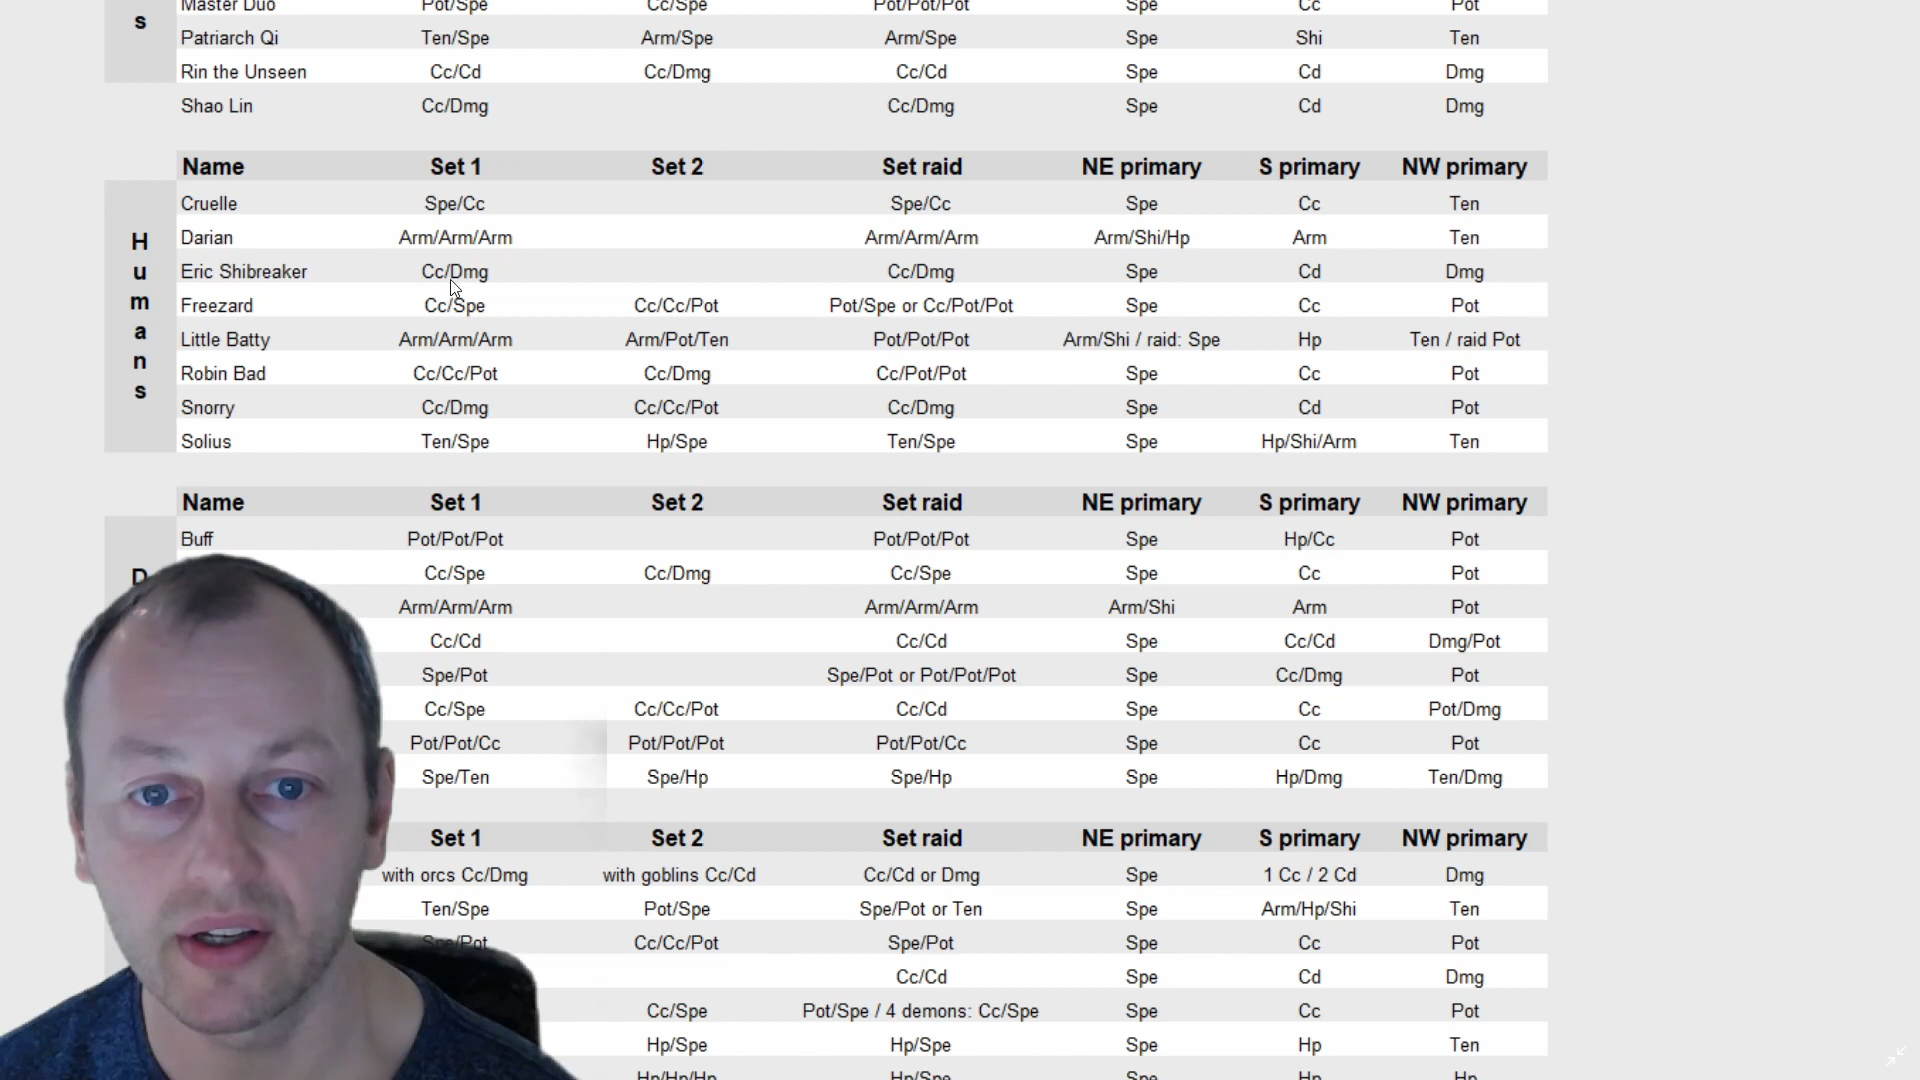 Master Duo Pot/Spe Cc/Spe Pot/Pot/Pot Spe Cc Pot
s
Patriarch Qi Ten/Spe Arm/Spe Arm/Spe Spe Shi Ten
Rin the Unseen Cc/Cd Cc/Dmg Cc/Cd Spe Cd Dmg
Shao Lin Cc/Dmg Cc/Dmg Spe Cd Dmg
Name Set 1 Set 2 Set raid NE primary S primary NW primary
Humans
Cruelle Spe/Cc Spe/Cc Spe Cc Ten
Darian Arm/Arm/Arm Arm/Arm/Arm Arm/Shi/Hp Arm Ten
Eric Shibreaker Cc/Dmg Cc/Dmg Spe Cd Dmg
Freezard Cc/Spe Cc/Cc/Pot Pot/Spe or Cc/Pot/Pot Spe Cc Pot
Little Batty Arm/Arm/Arm Arm/Pot/Ten Pot/Pot/Pot Arm/Shi / raid: Spe Hp Ten / raid Pot
Robin Bad Cc/Cc/Pot Cc/Dmg Cc/Pot/Pot Spe Cc Pot
Snorry Cc/Dmg Cc/Cc/Pot Cc/Dmg Spe Cd Pot
Solius Ten/Spe Hp/Spe Ten/Spe Spe Hp/Shi/Arm Ten
Name Set 1 Set 2 Set raid NE primary S primary NW primary
Buff Pot/Pot/Pot Pot/Pot/Pot Spe Hp/Cc Pot
D Cc/Spe Cc/Dmg Cc/Spe Spe Cc Pot
Arm/Arm/Arm Arm/Arm/Arm Arm/Shi Arm Pot
Cc/Cd Cc/Cd Spe Cc/Cd Dmg/Pot
Spe/Pot Spe/Pot or Pot/Pot/Pot Spe Cc/Dmg Pot
Cc/Spe Cc/Cc/Pot Cc/Cd Spe Cc Pot/Dmg
Pot/Pot/Cc Pot/Pot/Pot Pot/Pot/Cc Spe Cc Pot
Spe/Ten Spe/Hp Spe/Hp Spe Hp/Dmg Ten/Dmg
Set 1 Set 2 Set raid NE primary S primary NW primary
with orcs Cc/Dmg with goblins Cc/Cd Cc/Cd or Dmg Spe 1 Cc / 2 Cd Dmg
Ten/Spe Pot/Spe Spe/Pot or Ten Spe Arm/Hp/Shi Ten
Spe/Pot Cc/Cc/Pot Spe/Pot Spe Cc Pot
Cc/Cd Spe Cd Dmg
Cc/Spe Pot/Spe / 4 demons: Cc/Spe Spe Cc Pot
Hp/Spe Hp/Spe Spe Hp Ten
Hp/Hp/Hp Hp/Spe Spe Hp Hp